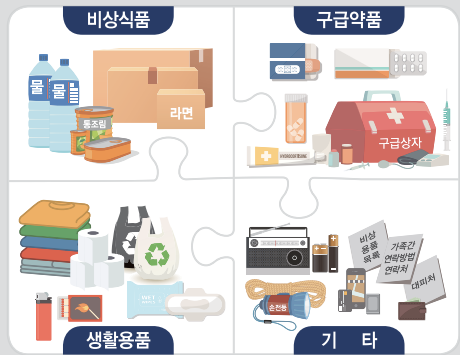 비상식품
구급약품
물
물
통조림
라면
구급상자
HYDROCORTISONE
비상
용품
목록
가족간
연락방법
연락처
대피처
손전등
생활용품
기 타